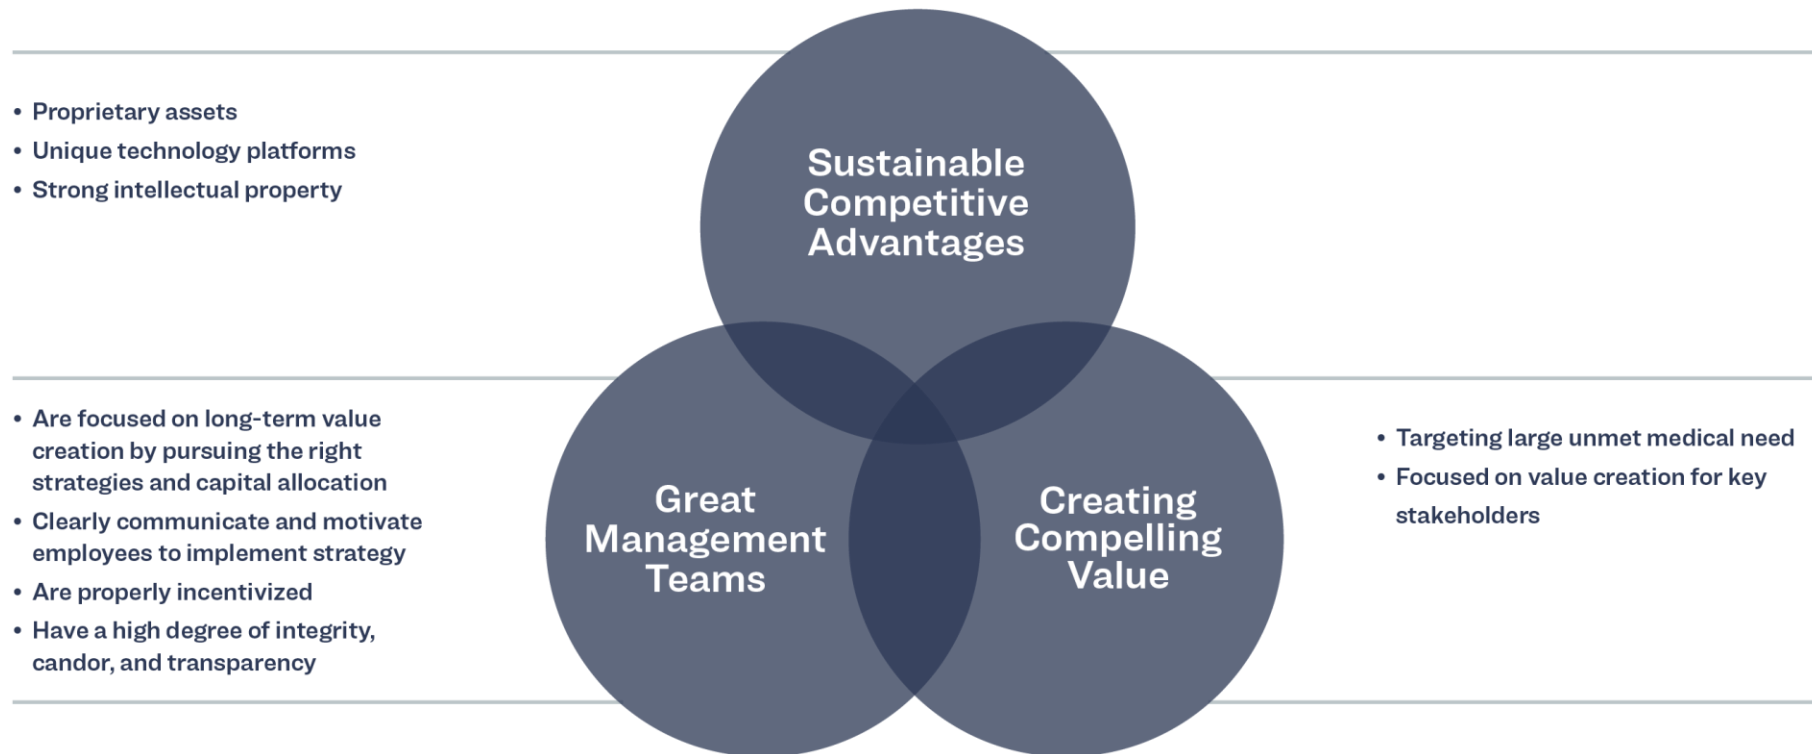 • Proprietary assets
• Unique technology platforms
• Strong intellectual property
Sustainable
Competitive
Advantages
• Are focused on long-term value
creation by pursuing the right
strategies and capital allocation
• Clearly communicate and motivate
employees to implement strategy
• Are properly incentivized
• Have a high degree of integrity,
candor, and transparency
Great
Management
Teams
Creating
Compelling
Value
• Targeting large unmet medical need
• Focused on value creation for key
stakeholders